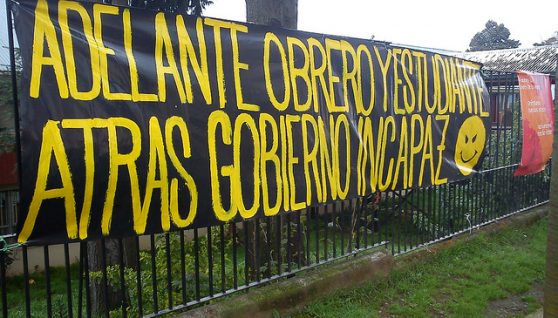 ADELANTE OBRERO Y ESTUDIANTE
ATRAS GOBIERNO INCAPAZ